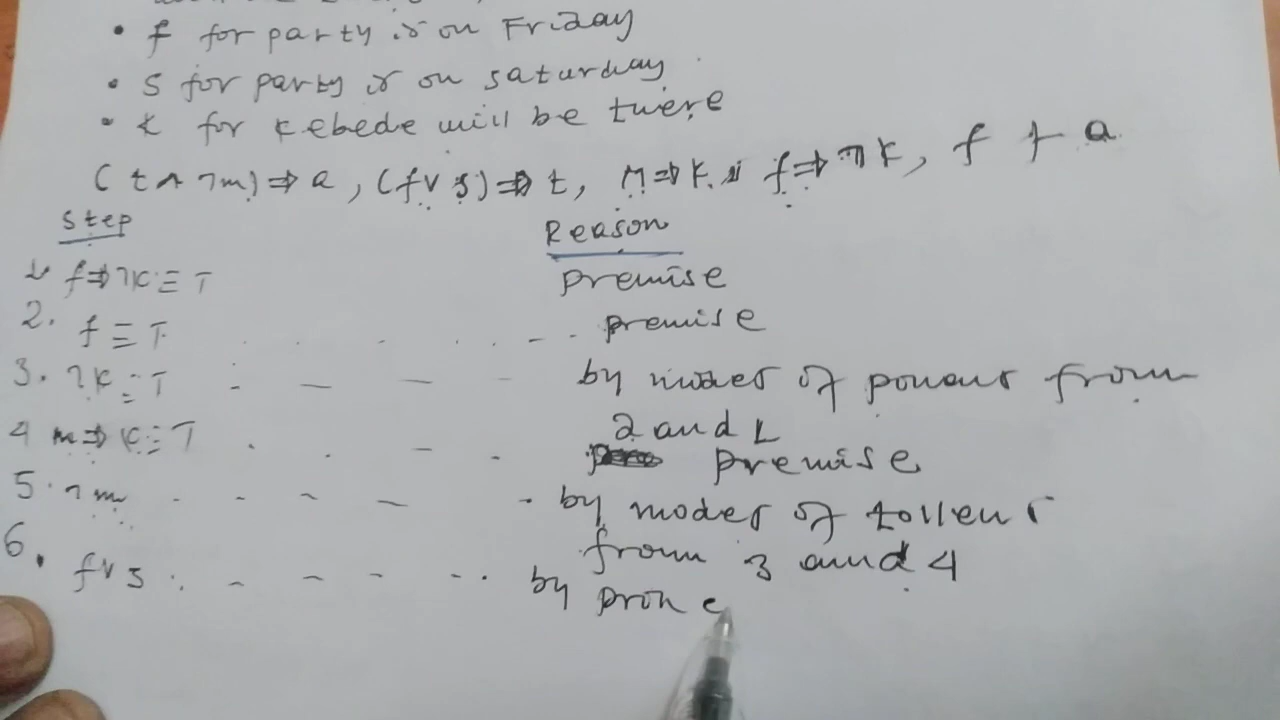 • f for party is on Friday
• S for party is on saturday
• k for kebede will be there
(t∧¬m)⇒a, (f∨s)⇒t, m⇒k, f⇒¬k, f ⊢ a
Step Reason
1. f⇒¬k ≡ T premise
2. f ≡ T . . . . . - - premise
3. ¬k ≡ T - — — - by modes of ponens from
2 and 1
4 m⇒k ≡ T . . - . premise
5. ¬m - - ~ — - by modes of tollens
from 3 and 4
6. f∨s : - - - - . by pron c